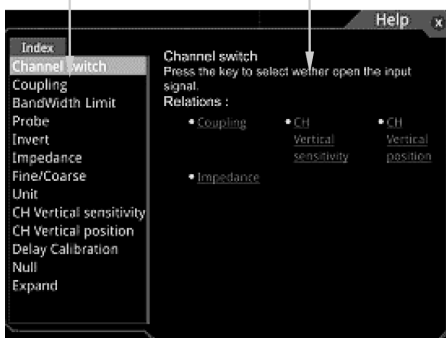 Help x
Index
Channel switch
Coupling
BandWidth Limit
Probe
Invert
Impedance
Fine/Coarse
Unit
CH Vertical sensitivity
CH Vertical position
Delay Calibration
Null
Expand
Channel switch
Press the key to select wether open the input
signal.
Relations :
• Coupling • CH • CH
Vertical Vertical
sensitivity position
• Impedance